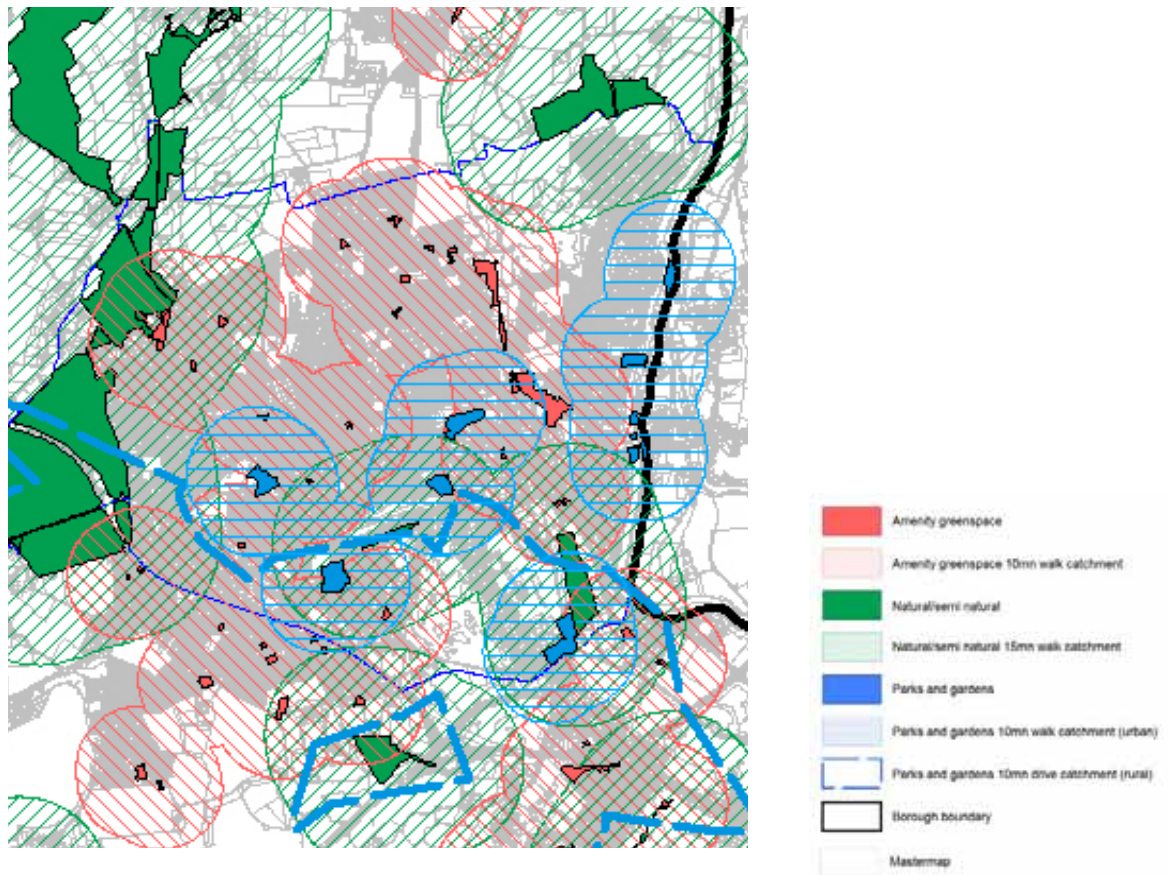 Amenity greenspace
Amenity greenspace 10mn walk catchment
Natural/semi natural
Natural/semi natural 15mn walk catchment
Parks and gardens
Parks and gardens 10mn walk catchment (urban)
Parks and gardens 10mn drive catchment (rural)
Borough boundary
Mastermap